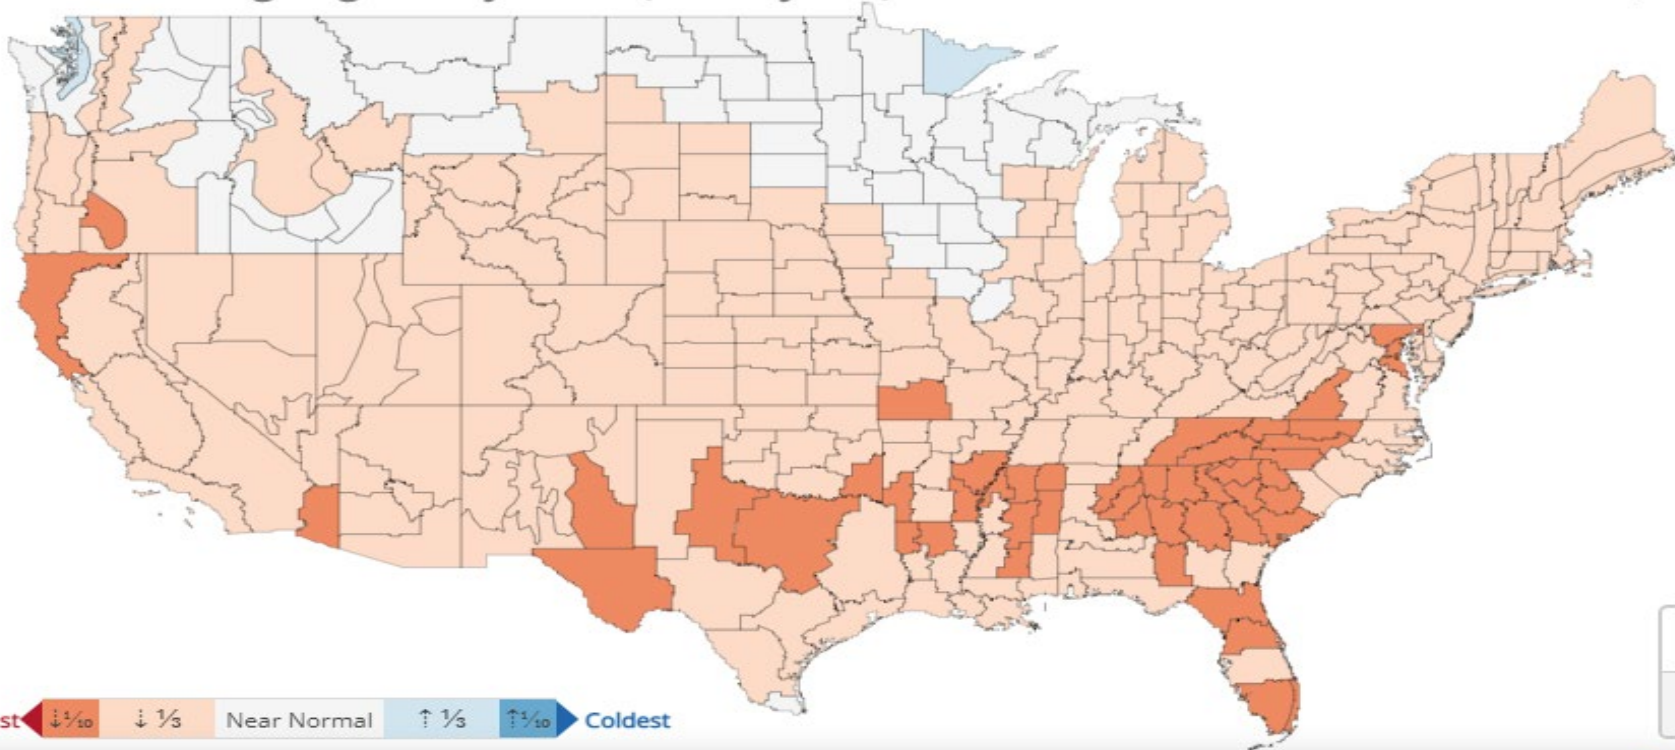 st ⇣⅒ ⇣ ⅓ Near Normal ⇡ ⅓ ⇡⅒ Coldest